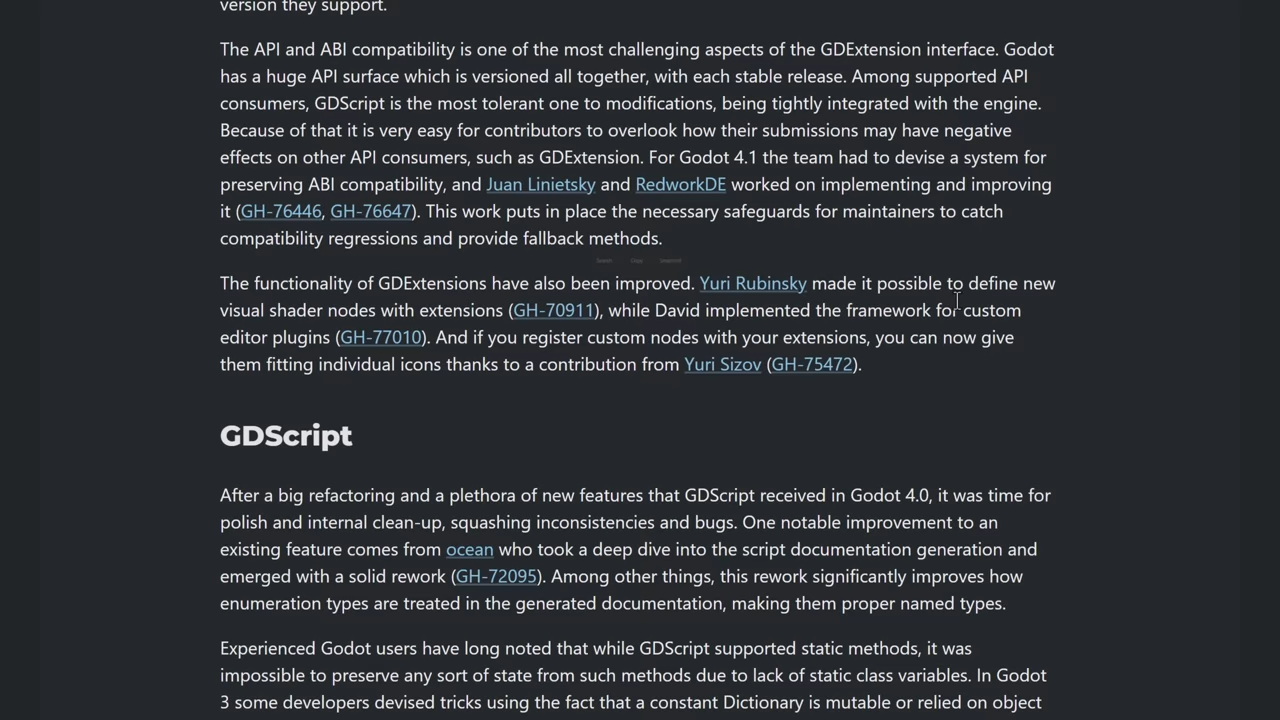 version they support.
The API and ABI compatibility is one of the most challenging aspects of the GDExtension interface. Godot
has a huge API surface which is versioned all together, with each stable release. Among supported API
consumers, GDScript is the most tolerant one to modifications, being tightly integrated with the engine.
Because of that it is very easy for contributors to overlook how their submissions may have negative
effects on other API consumers, such as GDExtension. For Godot 4.1 the team had to devise a system for
preserving ABI compatibility, and Juan Linietsky and RedworkDE worked on implementing and improving
it (GH-76446, GH-76647). This work puts in place the necessary safeguards for maintainers to catch
compatibility regressions and provide fallback methods.
The functionality of GDExtensions have also been improved. Yuri Rubinsky made it possible to define new
visual shader nodes with extensions (GH-70911), while David implemented the framework for custom
editor plugins (GH-77010). And if you register custom nodes with your extensions, you can now give
them fitting individual icons thanks to a contribution from Yuri Sizov (GH-75472).
GDScript
After a big refactoring and a plethora of new features that GDScript received in Godot 4.0, it was time for
polish and internal clean-up, squashing inconsistencies and bugs. One notable improvement to an
existing feature comes from ocean who took a deep dive into the script documentation generation and
emerged with a solid rework (GH-72095). Among other things, this rework significantly improves how
enumeration types are treated in the generated documentation, making them proper named types.
Experienced Godot users have long noted that while GDScript supported static methods, it was
impossible to preserve any sort of state from such methods due to lack of static class variables. In Godot
3 some developers devised tricks using the fact that a constant Dictionary is mutable or relied on object